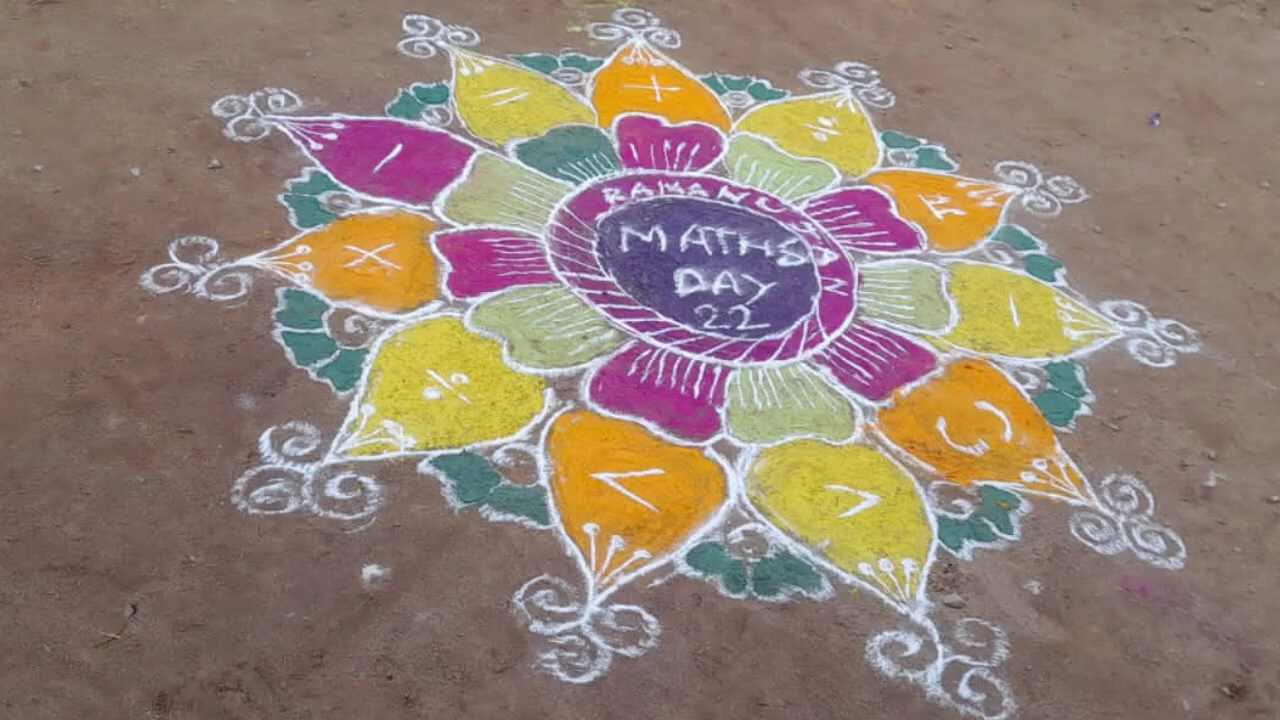 RAMANUJAN
MATHS
DAY
22
+
%
π
-
( )
>
<
%
×
-
-